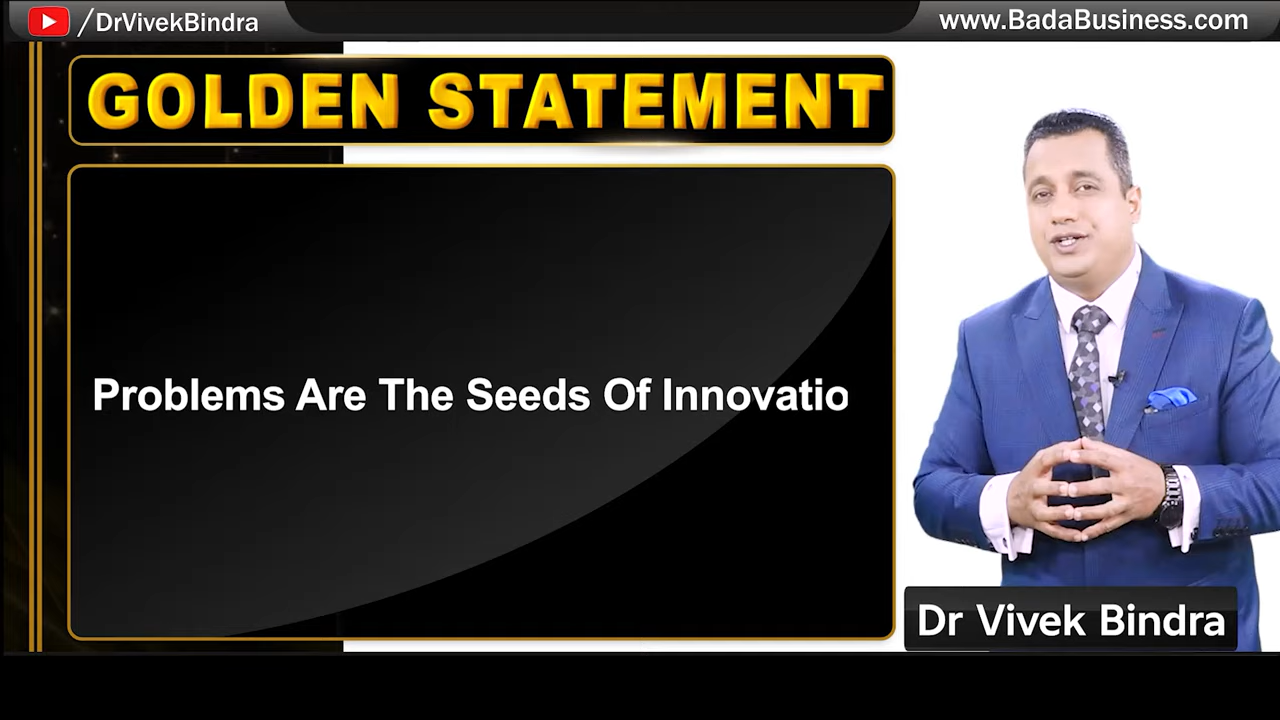 /DrVivekBindra
www.BadaBusiness.com
GOLDEN STATEMENT
Problems Are The Seeds Of Innovatio
Dr Vivek Bindra